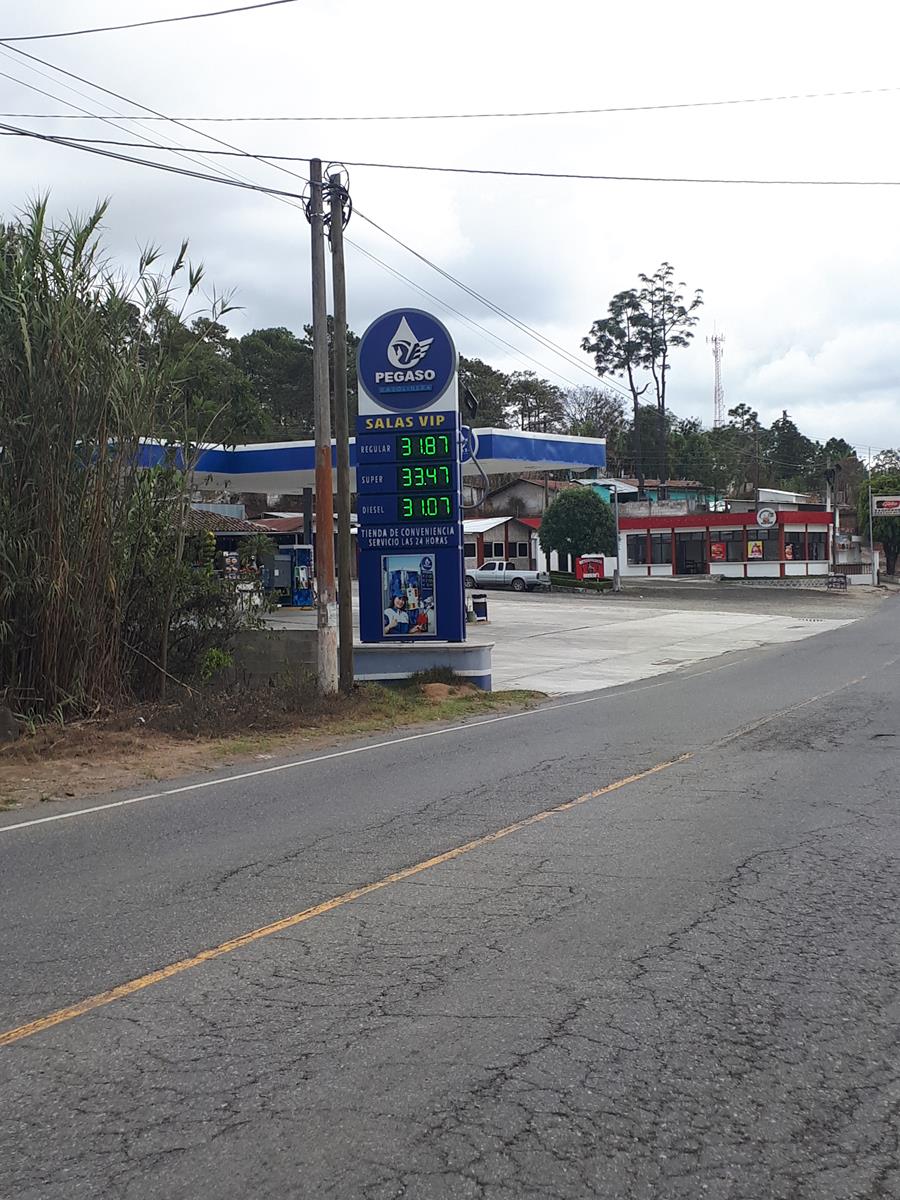 PEGASO
GASOLINERA
SALAS VIP
REGULAR 31.87
SUPER 33.47
DIESEL 31.07
TIENDA DE CONVENIENCIA
SERVICIO LAS 24 HORAS